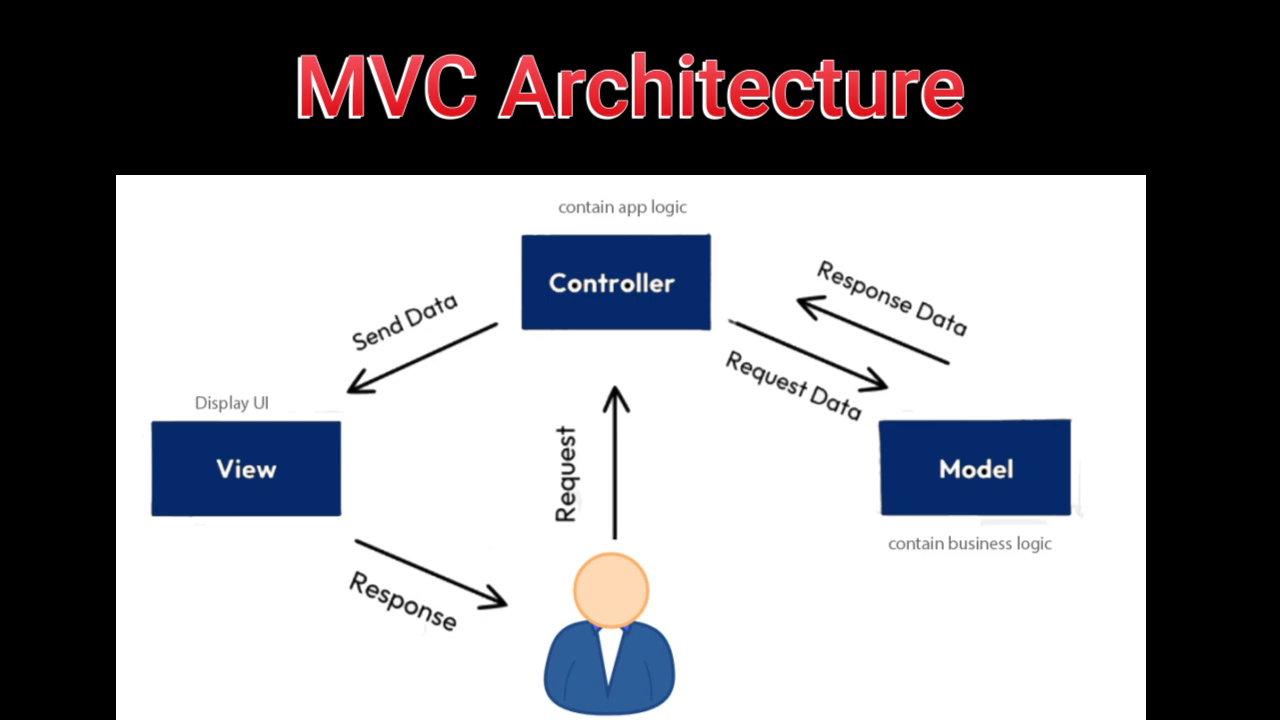 MVC Architecture
contain app logic
Controller
Send Data
Response Data
Request Data
Display UI
View
Request
Model
contain business logic
Response